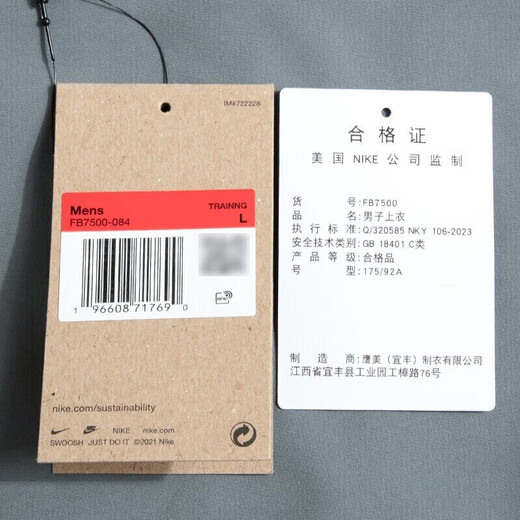 IM#722228
Mens
FB7500-084
TRAINNG
L
1 96608 71769 0
RFID
nike.com/sustainability
NIKE nike.com
SWOOSH JUST DO IT ©2021 Nike
合格证
美国 NIKE 公司监制
货 号:FB7500
品 名:男子上衣
执行标准:Q/320585 NKY 106-2023
安全技术类别:GB 18401 C类
产品等级:合格品
号 型:175/92A
制 造 商:鹰美(宜丰)制衣有限公司
江西省宜丰县工业园工樟路76号